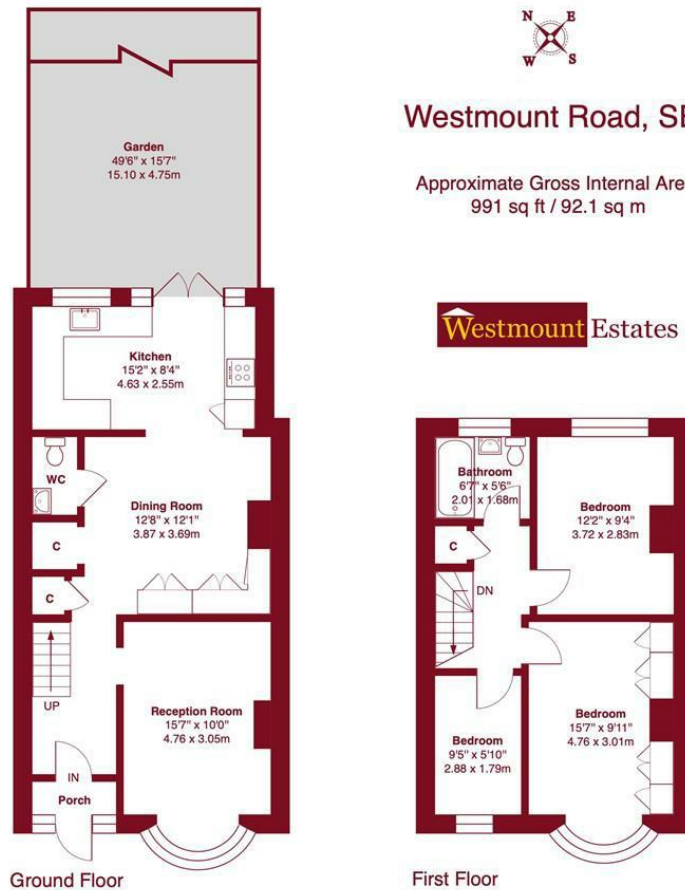 N E
W S
Westmount Road, SE
Approximate Gross Internal Are
991 sq ft / 92.1 sq m
Westmount Estates
Garden
49'6" x 15'7"
15.10 x 4.75m
Kitchen
15'2" x 8'4"
4.63 x 2.55m
WC
Dining Room
12'8" x 12'1"
3.87 x 3.69m
C
C
UP
Reception Room
15'7" x 10'0"
4.76 x 3.05m
IN
Porch
Ground Floor
Bathroom
6'7" x 5'6"
2.01 x 1.68m
Bedroom
12'2" x 9'4"
3.72 x 2.83m
C
DN
Bedroom
15'7" x 9'11"
4.76 x 3.01m
Bedroom
9'5" x 5'10"
2.88 x 1.79m
First Floor